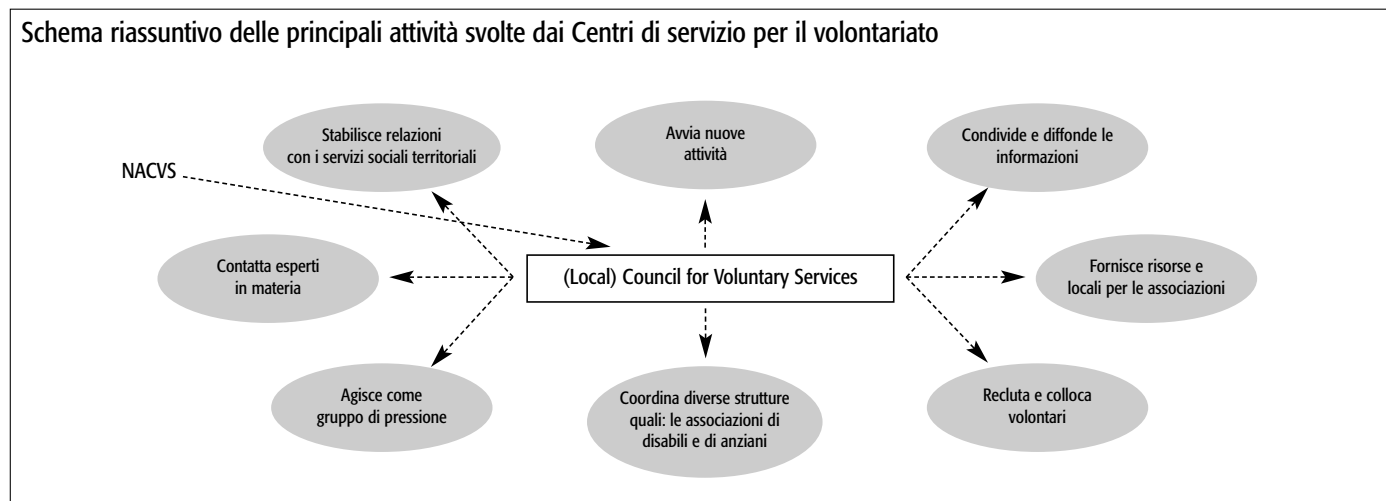 Schema riassuntivo delle principali attività svolte dai Centri di servizio per il volontariato
Stabilisce relazioni
con i servizi sociali territoriali
Avvia nuove
attività
Condivide e diffonde le
informazioni
NACVS
Contatta esperti
in materia
(Local) Council for Voluntary Services
Fornisce risorse e
locali per le associazioni
Agisce come
gruppo di pressione
Coordina diverse strutture
quali: le associazioni di
disabili e di anziani
Recluta e colloca
volontari